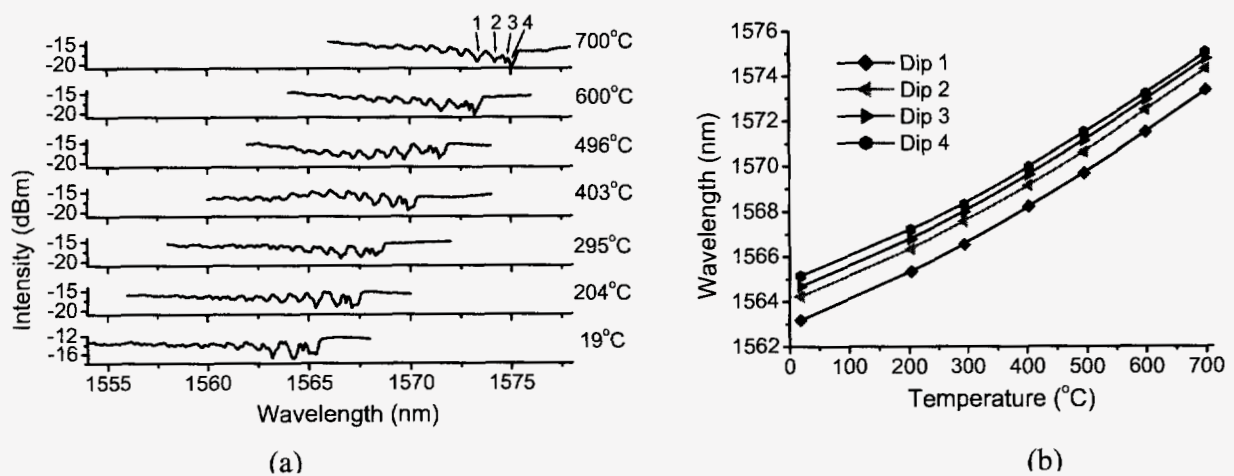 1 2 3 4
-15
-20
700°C
-15
-20
600°C
-15
-20
496°C
-15
-20
403°C
-15
-20
295°C
-15
-20
204°C
-12
-16
19°C
Intensity (dBm)
1555 1560 1565 1570 1575
Wavelength (nm)
(a)
1576
1574
1572
1570
1568
1566
1564
1562
Wavelength (nm)
Dip 1
Dip 2
Dip 3
Dip 4
0 100 200 300 400 500 600 700
Temperature (°C)
(b)